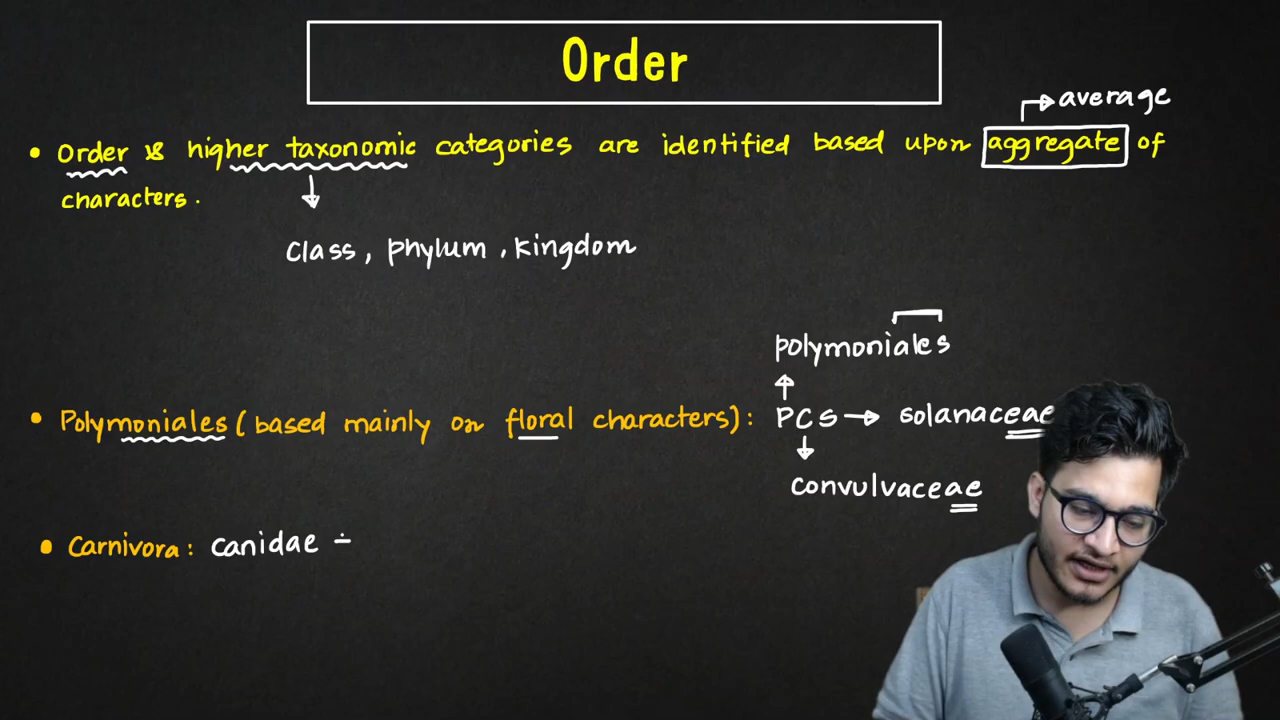 Order
average
• Order & higher taxonomic categories are identified based upon aggregate of
characters.
Class, phylum, kingdom
polymoniales
• Polymoniales (based mainly on floral characters): PCS → solanaceae
convulvaceae
• Carnivora: canidae ÷